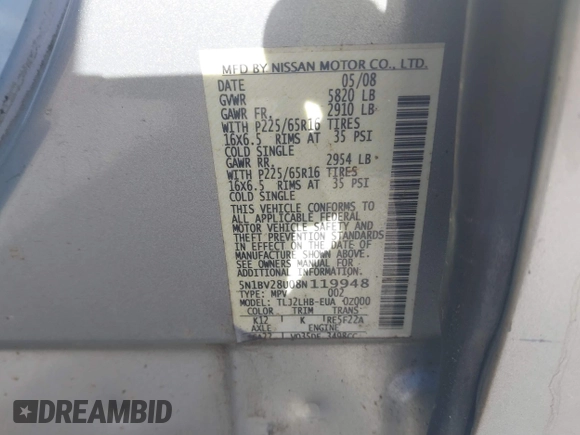 MFD BY NISSAN MOTOR CO., LTD.
DATE 05/08
GVWR 5820 LB
GAWR FR. 2910 LB
WITH P225/65R16 TIRES
16X6.5 RIMS AT 35 PSI
COLD SINGLE
GAWR RR. 2954 LB
WITH P225/65R16 TIRES
16X6.5 RIMS AT 35 PSI
COLD SINGLE
THIS VEHICLE CONFORMS TO
ALL APPLICABLE FEDERAL
MOTOR VEHICLE SAFETY AND
THEFT PREVENTION STANDARDS
IN EFFECT ON THE DATE OF
MANUFACTURE SHOWN ABOVE.
SEE OWNERS MANUAL FOR
ADDITIONAL INFORMATION.
5N1BV28U08N119948
TYPE: MPV 002
MODEL: TLJ2LHB-EUA 02000
COLOR TRIM TRANS
K12 K RE5F22A
AXLE ENGINE
VQ35DE 3498CC
DREAMBID